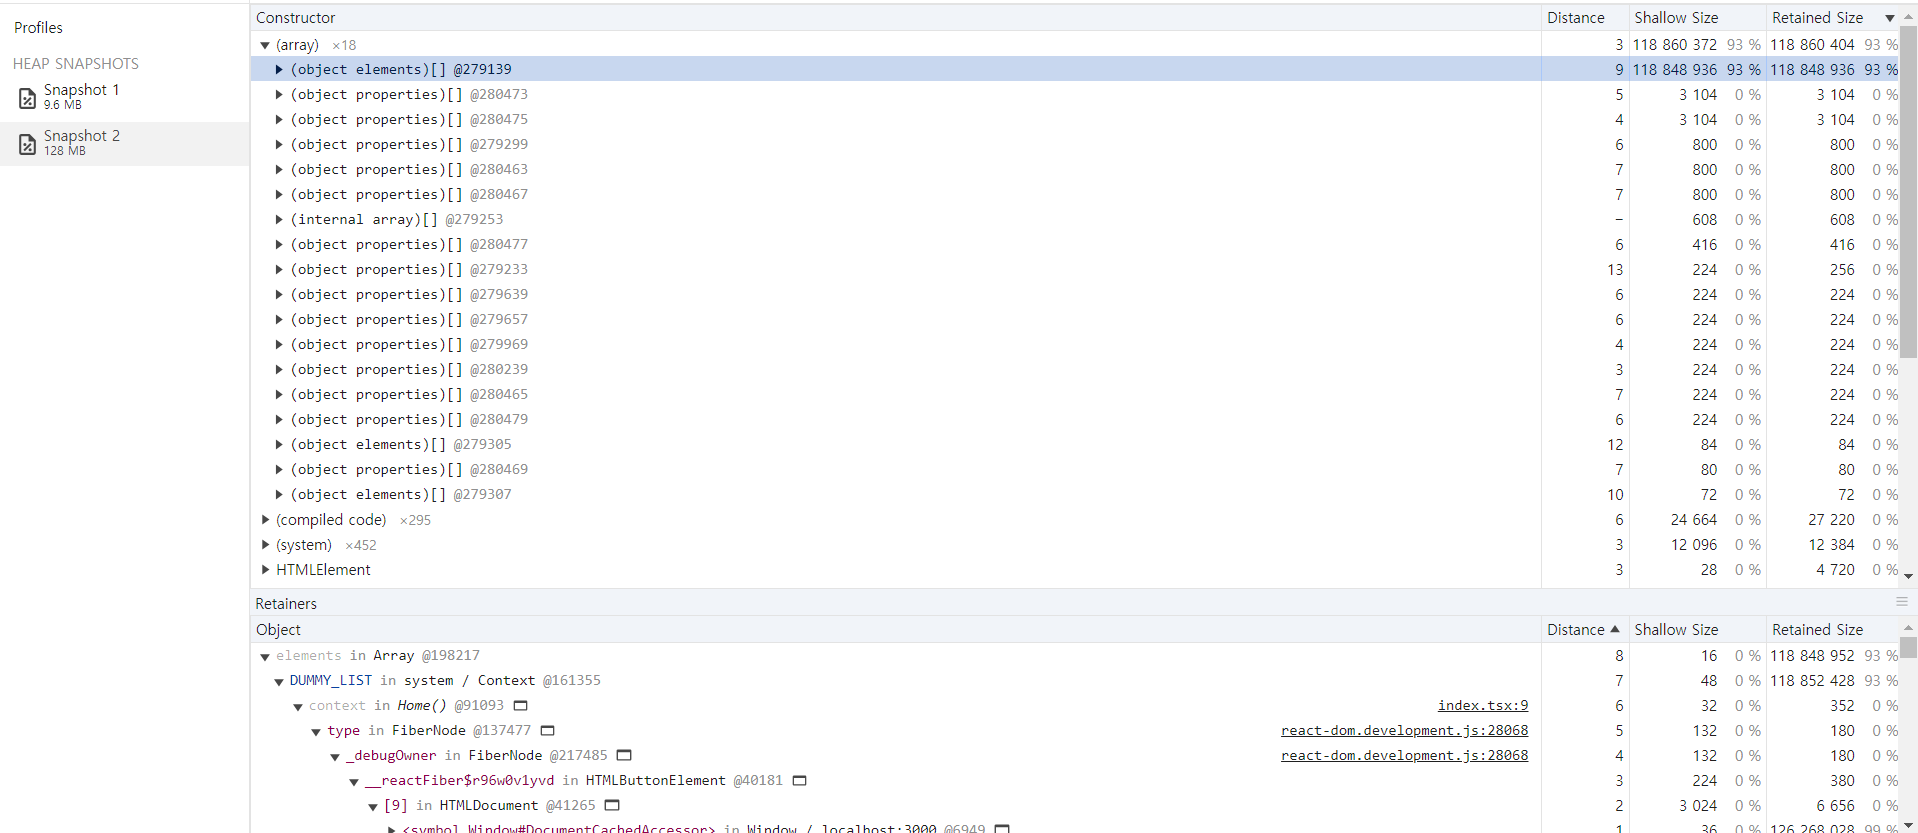 Profiles
HEAP SNAPSHOTS
Snapshot 1
9.6 MB
Snapshot 2
128 MB
Constructor Distance Shallow Size Retained Size ▼
▼ (array) ×18 3 118 860 372 93 % 118 860 404 93 %
▶ (object elements)[] @279139 9 118 848 936 93 % 118 848 936 93 %
▶ (object properties)[] @280473 5 3 104 0 % 3 104 0 %
▶ (object properties)[] @280475 4 3 104 0 % 3 104 0 %
▶ (object properties)[] @279299 6 800 0 % 800 0 %
▶ (object properties)[] @280463 7 800 0 % 800 0 %
▶ (object properties)[] @280467 7 800 0 % 800 0 %
▶ (internal array)[] @279253 − 608 0 % 608 0 %
▶ (object properties)[] @280477 6 416 0 % 416 0 %
▶ (object properties)[] @279233 13 224 0 % 256 0 %
▶ (object properties)[] @279639 6 224 0 % 224 0 %
▶ (object properties)[] @279657 6 224 0 % 224 0 %
▶ (object properties)[] @279969 4 224 0 % 224 0 %
▶ (object properties)[] @280239 3 224 0 % 224 0 %
▶ (object properties)[] @280465 7 224 0 % 224 0 %
▶ (object properties)[] @280479 6 224 0 % 224 0 %
▶ (object elements)[] @279305 12 84 0 % 84 0 %
▶ (object properties)[] @280469 7 80 0 % 80 0 %
▶ (object elements)[] @279307 10 72 0 % 72 0 %
▶ (compiled code) ×295 6 24 664 0 % 27 220 0 %
▶ (system) ×452 3 12 096 0 % 12 384 0 %
▶ HTMLElement 3 28 0 % 4 720 0 %
Retainers
Object Distance ▲ Shallow Size Retained Size
▼ elements in Array @198217 8 16 0 % 118 848 952 93 %
▼ DUMMY_LIST in system / Context @161355 7 48 0 % 118 852 428 93 %
▼ context in Home() @91093 index.tsx:9 6 32 0 % 352 0 %
▼ type in FiberNode @137477 react-dom.development.js:28068 5 132 0 % 180 0 %
▼ _debugOwner in FiberNode @217485 react-dom.development.js:28068 4 132 0 % 180 0 %
▼ __reactFiber$r96w0v1yvd in HTMLButtonElement @40181 3 224 0 % 380 0 %
▼ [9] in HTMLDocument @41265 2 3 024 0 % 6 656 0 %
▶ <symbol Window#DocumentCachedAccessor> in Window / localhost:3000 @6949 1 36 0 % 126 268 028 99 %